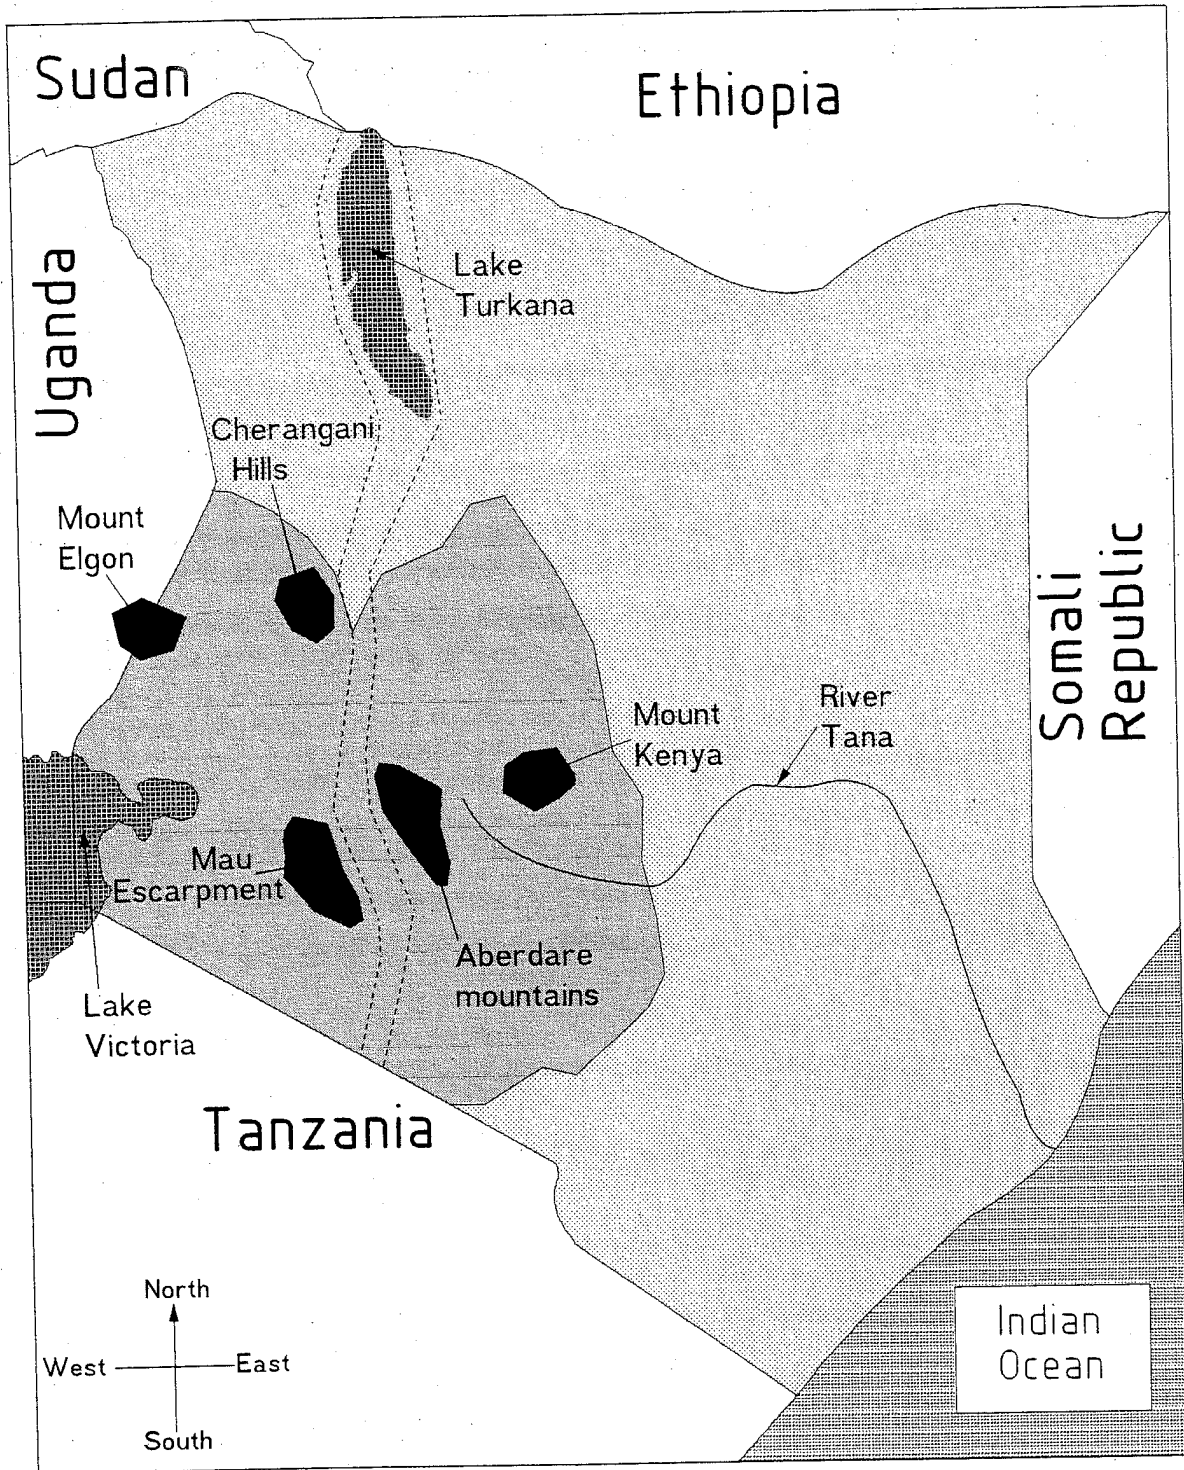 Sudan
Ethiopia
Uganda
Lake
Turkana
Cherangani
Hills
Mount
Elgon
Somali
Republic
River
Tana
Mount
Kenya
Mau
Escarpment
Aberdare
mountains
Lake
Victoria
Tanzania
North
West
East
South
Indian
Ocean